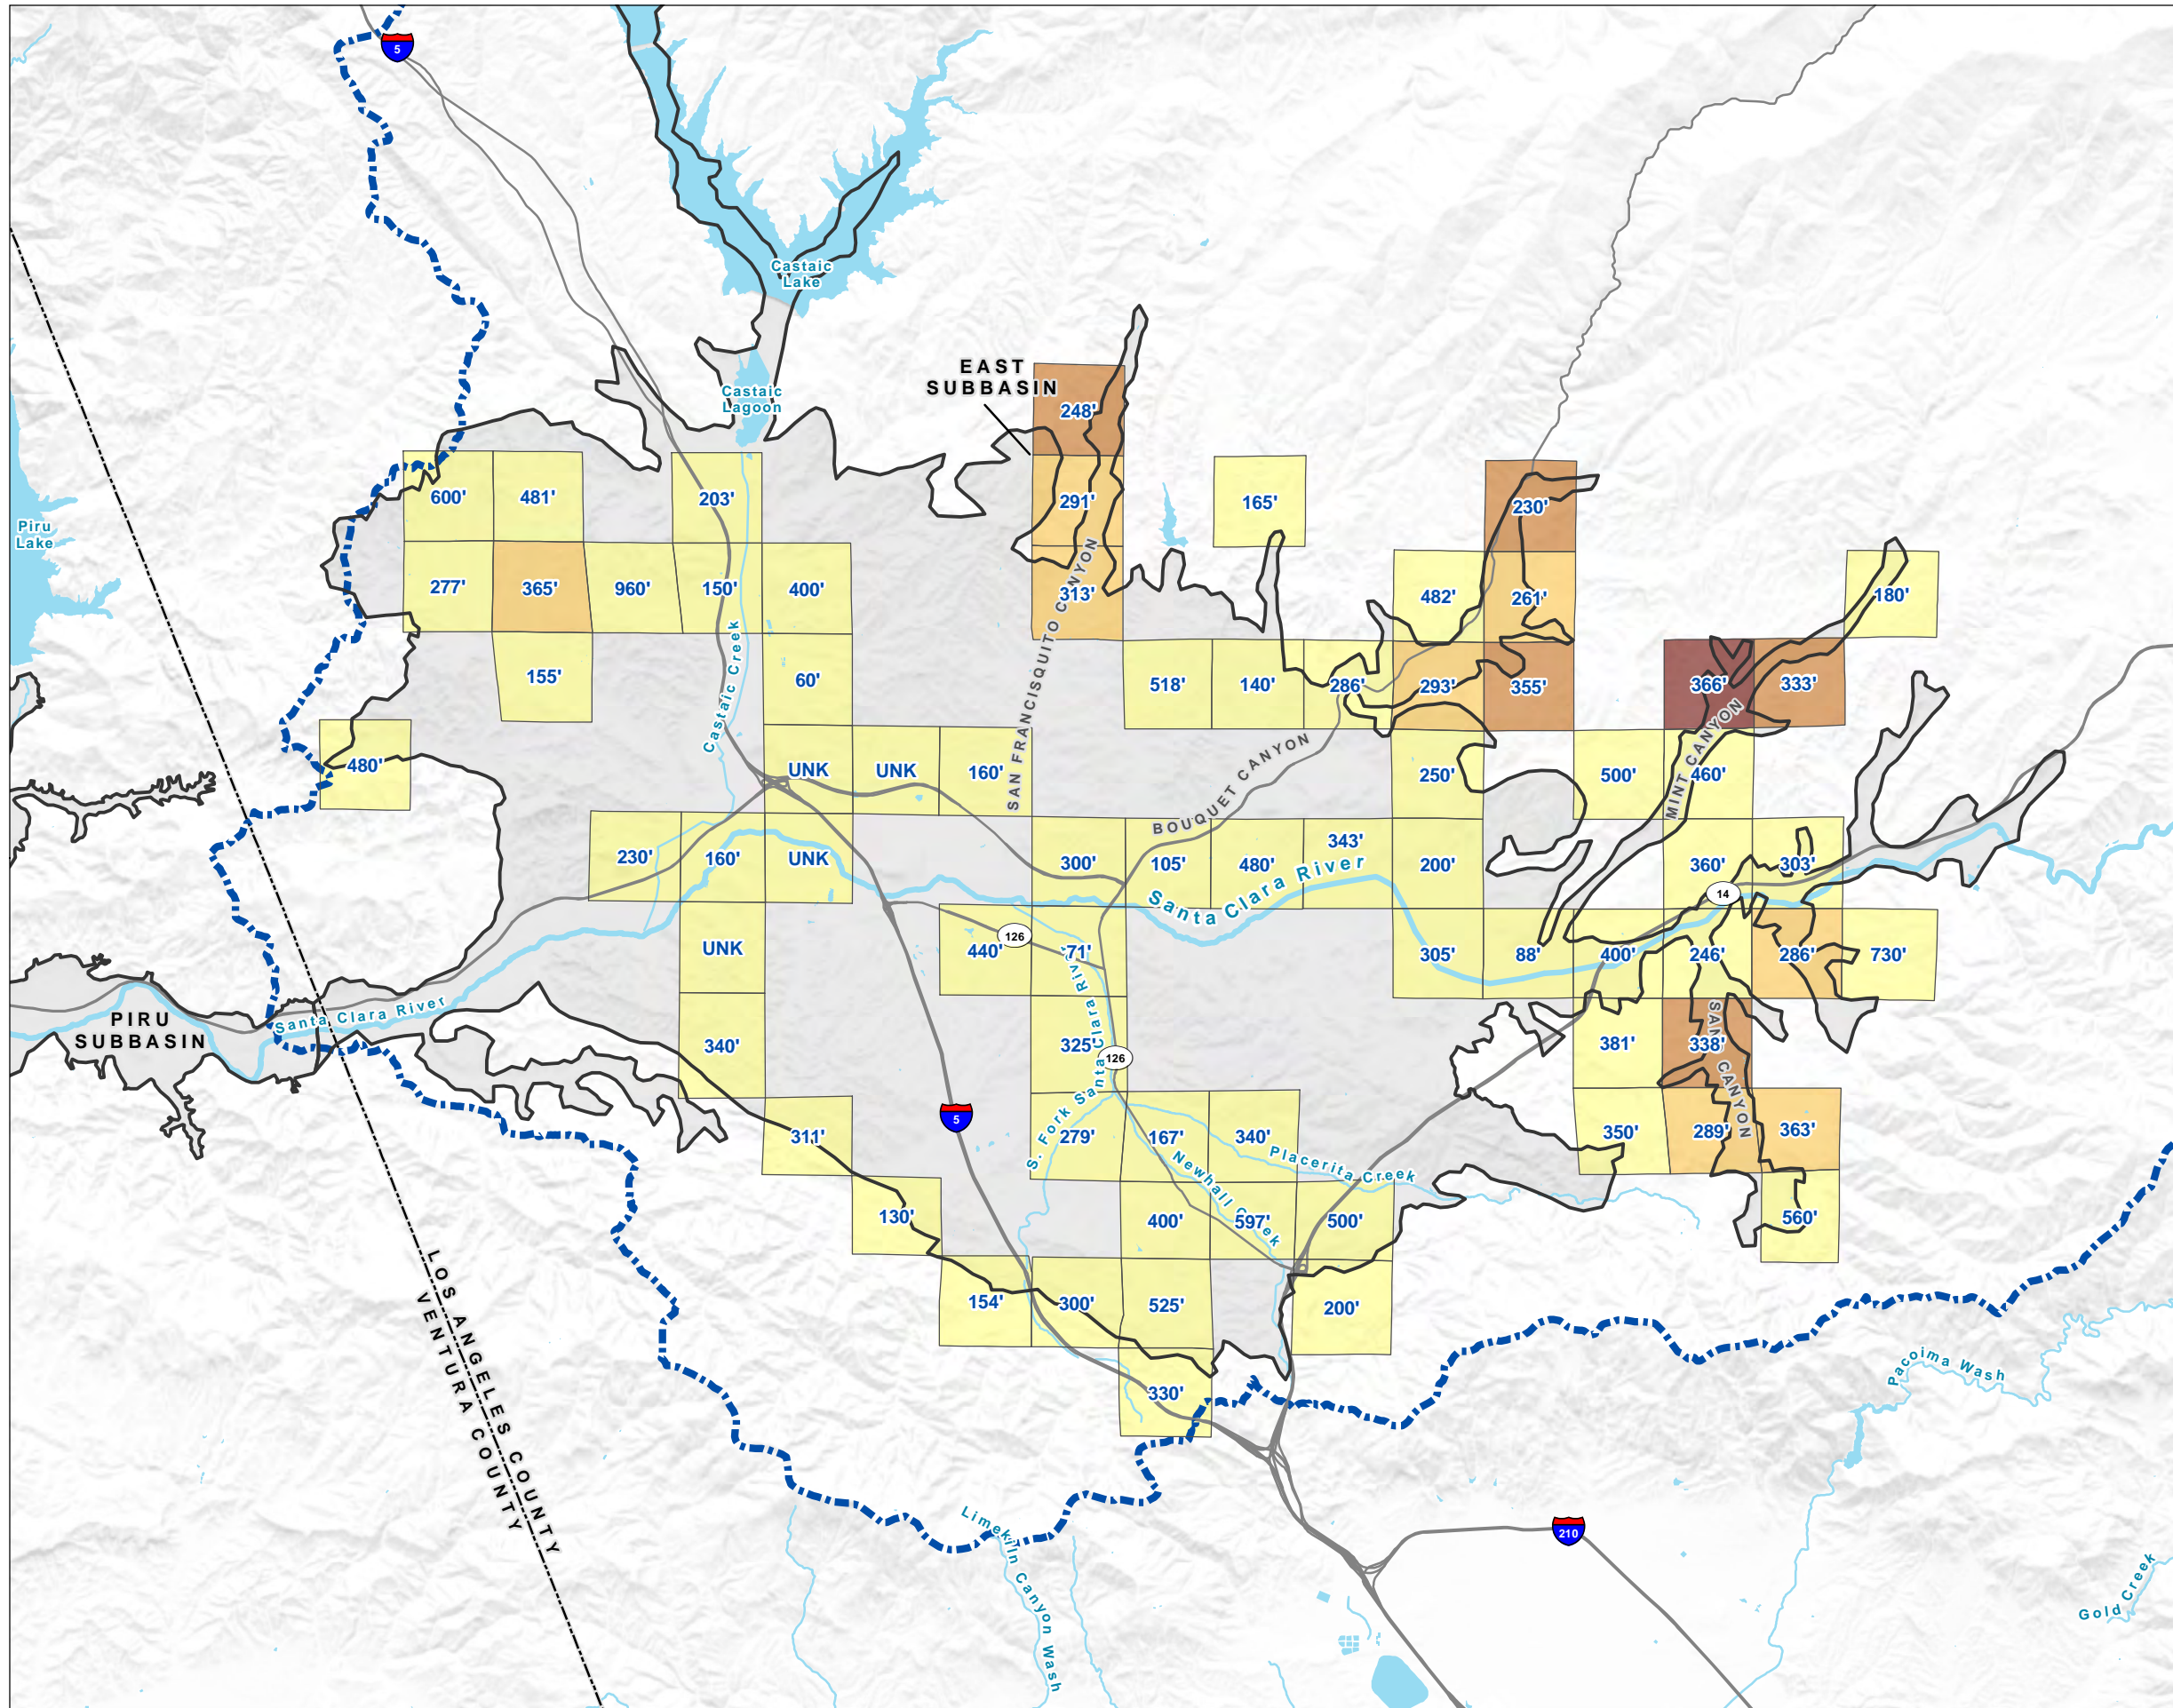 5
Castaic
Lake
EAST
SUBBASIN
Castaic
Lagoon
248'
600'
481'
203'
291'
165'
230'
Piru
Lake
277'
365'
960'
150'
400'
313'
482'
261'
180'
155'
60'
518'
140'
286'
293'
355'
366'
333'
Castaic Creek
SAN FRANCISQUITO CANYON
BOUQUET CANYON
MINT CANYON
480'
UNK
UNK
160'
250'
500'
460'
230'
160'
UNK
300'
105'
480'
343'
200'
360'
303'
Santa Clara River
14
UNK
440'
126
71'
305'
88'
400'
246'
286'
730'
PIRU
SUBBASIN
Santa Clara River
340'
325'
126
S. Fork Santa Clara River
381'
338'
SAND CANYON
5
311'
279'
167'
340'
Placerita Creek
Newhall Creek
350'
289'
363'
130'
400'
597'
500'
560'
154'
300'
525'
200'
LOS ANGELES COUNTY
VENTURA COUNTY
330'
Pacoima Wash
Limekiln Canyon Wash
210
Gold Creek